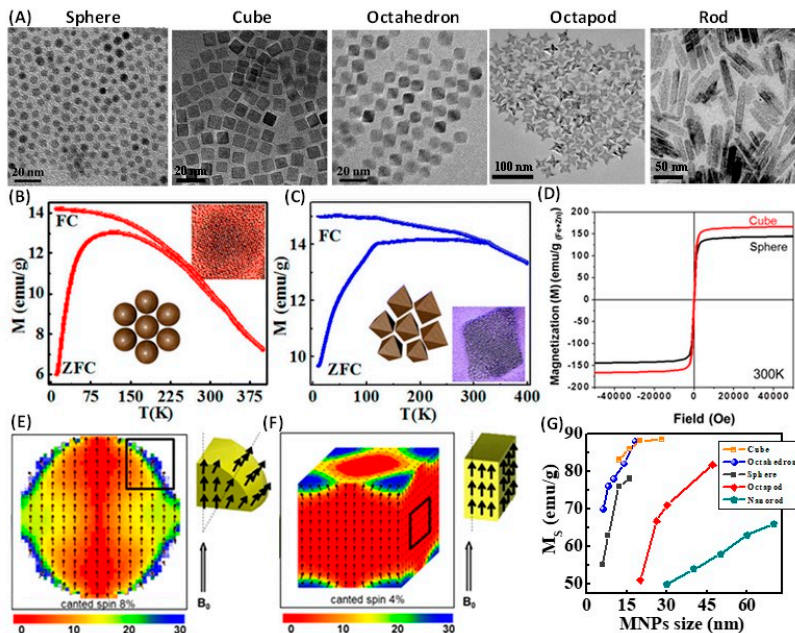 (A) Sphere Cube Octahedron Octapod Rod
20 nm
20 nm
20 nm
100 nm
50 nm
(B)
14
12
10
8
6
M (emu/g)
FC
ZFC
0 75 150 225 300 375
T(K)
(C)
15
10
M (emu/g)
FC
ZFC
0 100 200 300 400
T(K)
(D)
Magnetization (M) (emu/g (Fe+Zn)
200
150
100
50
0
-50
-100
-150
-200
Cube
Sphere
300K
-40000 -20000 0 20000 40000
Field (Oe)
(E)
canted spin 8%
0 10 20 30
B0
(F)
canted spin 4%
0 10 20 30
B0
(G)
90
80
70
60
50
MS (emu/g)
Cube
Octahedron
Sphere
Octapod
Nanorod
0 15 30 45 60
MNPs size (nm)